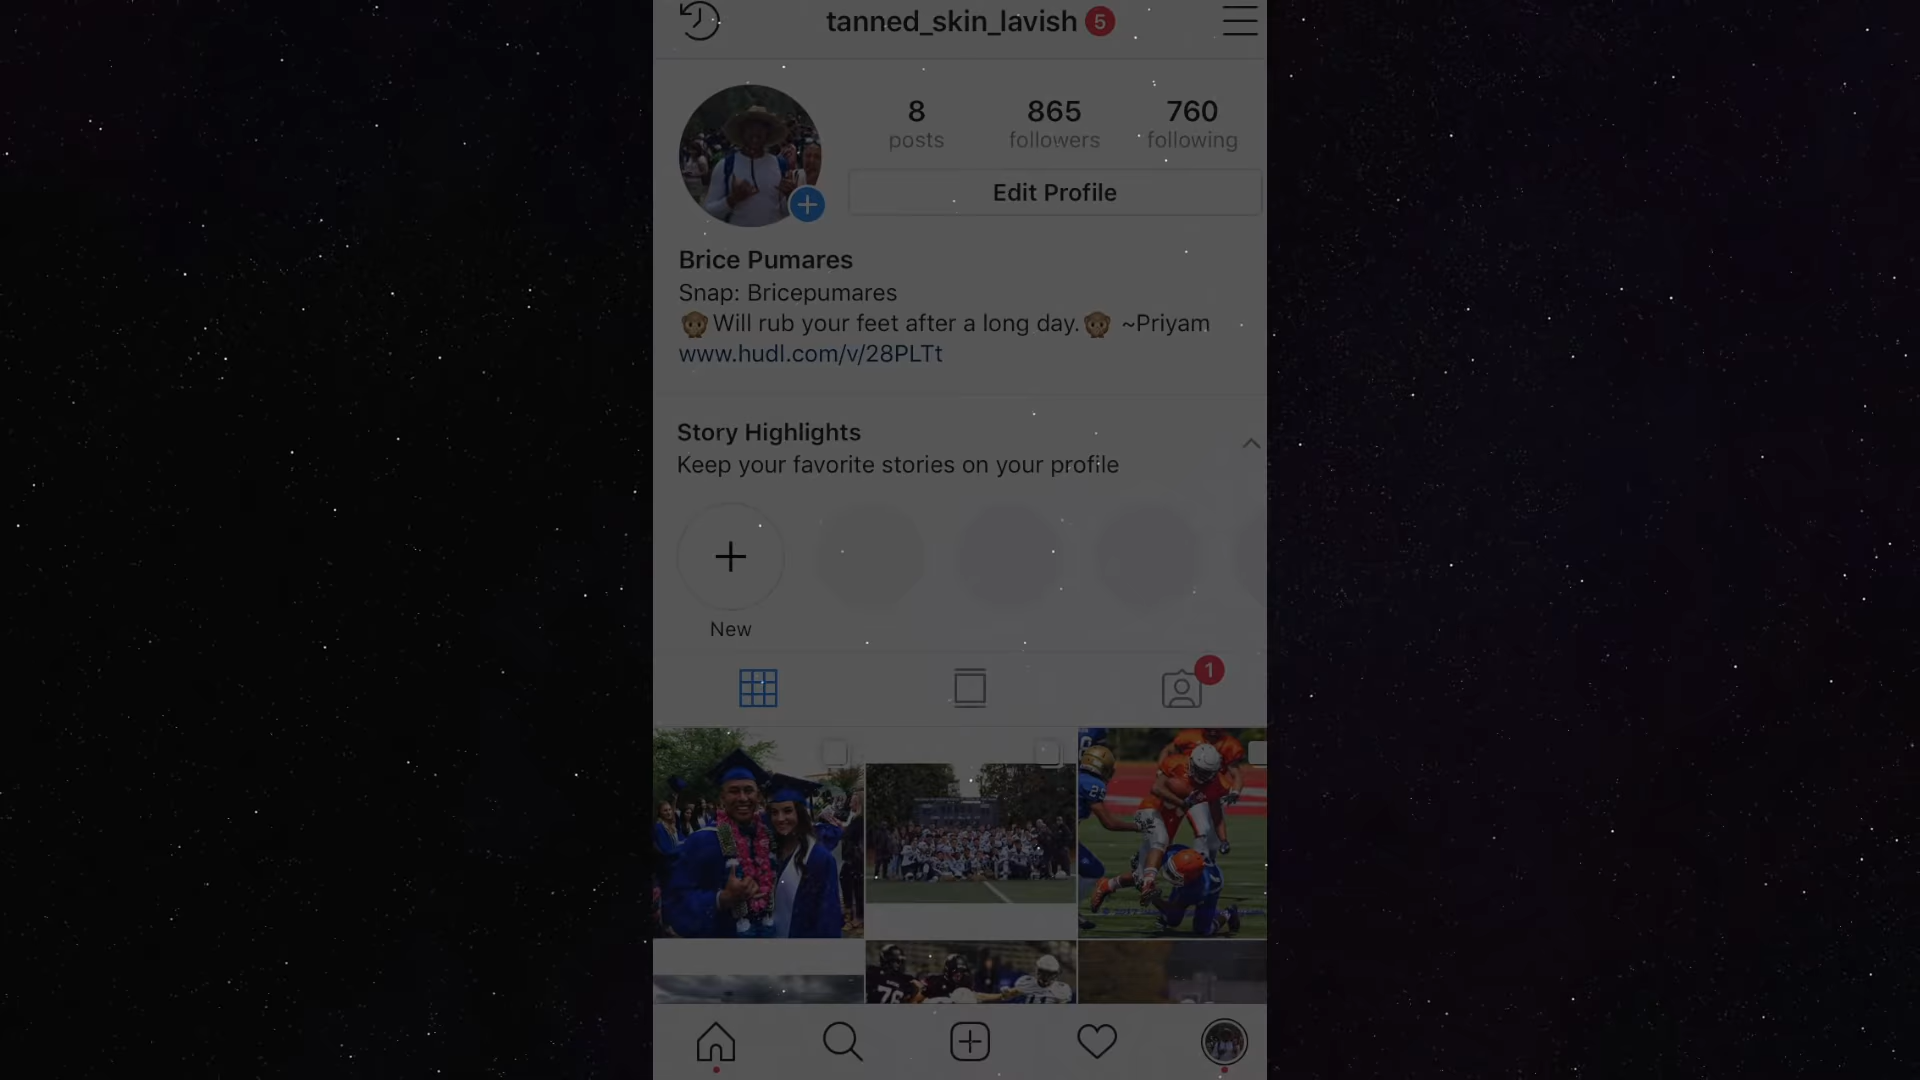 tanned_skin_lavish 5
8 865 760
posts followers following
Edit Profile
Brice Pumares
Snap: Bricepumares
🙊Will rub your feet after a long day.🙊 ~Priyam
www.hudl.com/v/28PLTt
Story Highlights
Keep your favorite stories on your profile
New
1